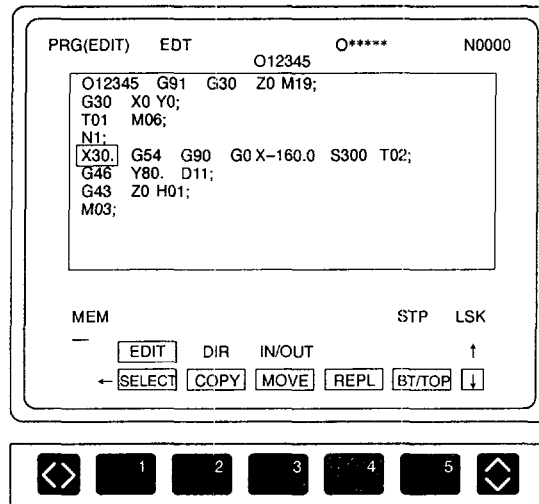 PRG(EDIT) EDT O***** N0000
O12345
O12345 G91 G30 Z0 M19;
G30 X0 Y0;
T01 M06;
N1;
X30. G54 G90 G0 X-160.0 S300 T02;
G46 Y80. D11;
G43 Z0 H01;
M03;
MEM STP LSK
EDIT DIR IN/OUT ↑
← SELECT COPY MOVE REPL BT/TOP ↓
1 2 3 4 5